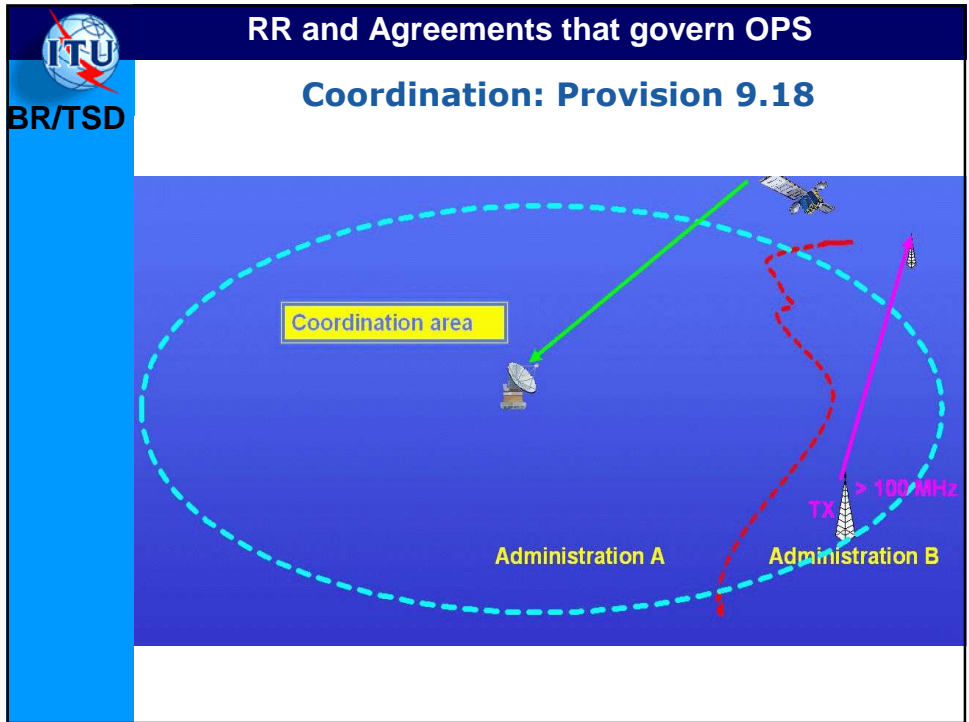 RR and Agreements that govern OPS
ITU
BR/TSD
Coordination: Provision 9.18
Coordination area
> 100 MHz
TX
Administration A
Administration B